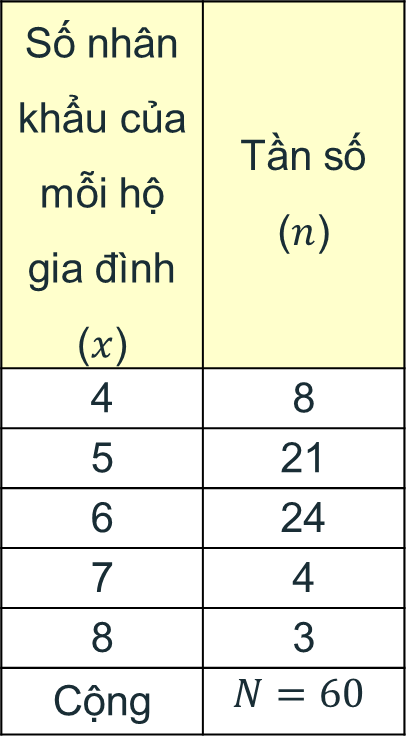 Số nhân
khẩu của
mỗi hộ
gia đình
(x)
Tần số
(n)
4 8
5 21
6 24
7 4
8 3
Cộng N = 60